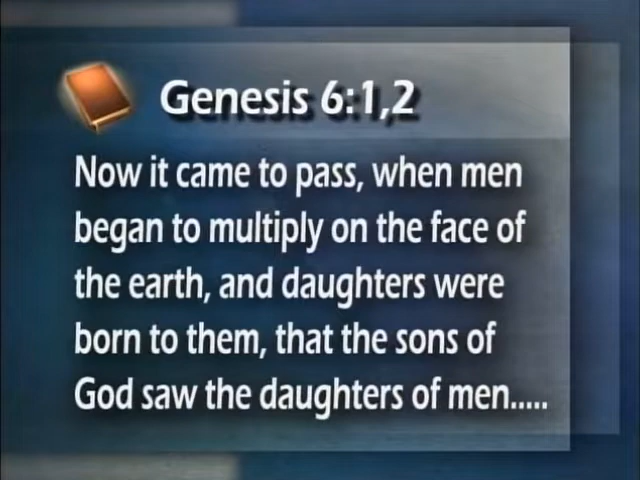 Genesis 6:1,2
Now it came to pass, when men
began to multiply on the face of
the earth, and daughters were
born to them, that the sons of
God saw the daughters of men.....